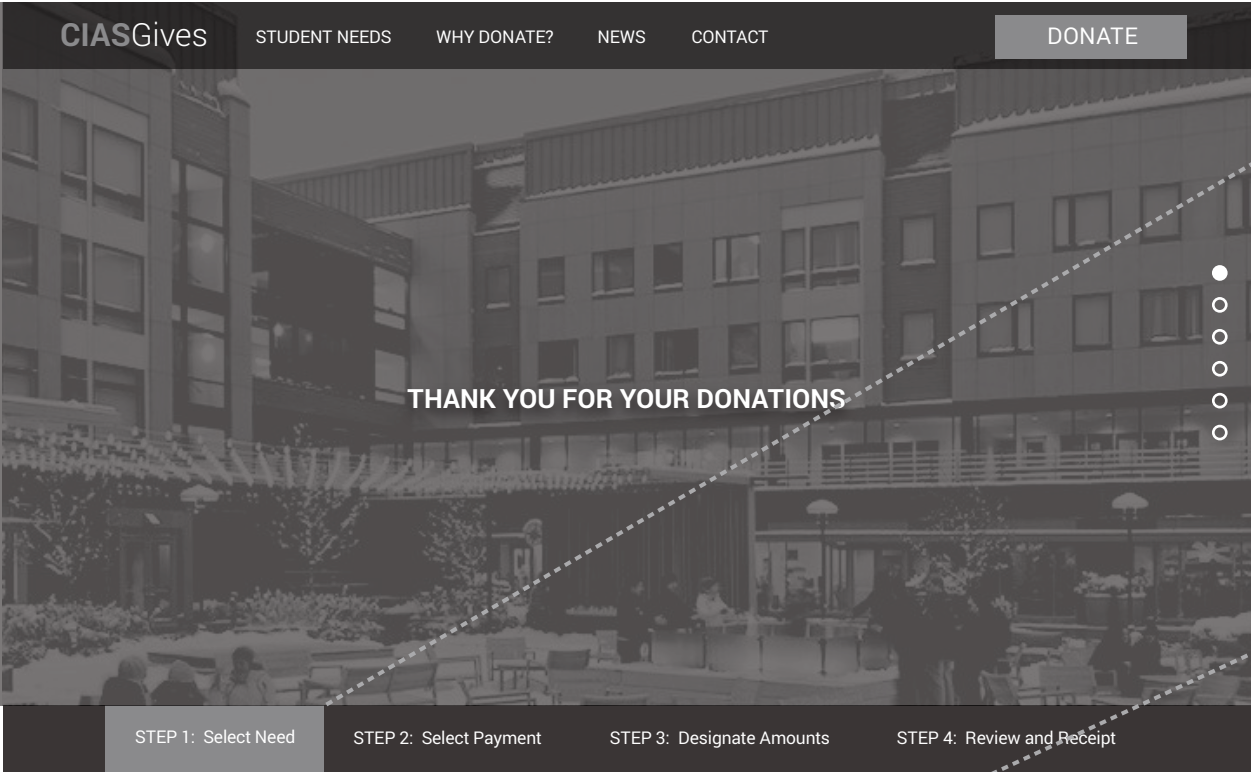 CIASGives
STUDENT NEEDS
WHY DONATE?
NEWS
CONTACT
DONATE
THANK YOU FOR YOUR DONATIONS
STEP 1: Select Need
STEP 2: Select Payment
STEP 3: Designate Amounts
STEP 4: Review and Receipt